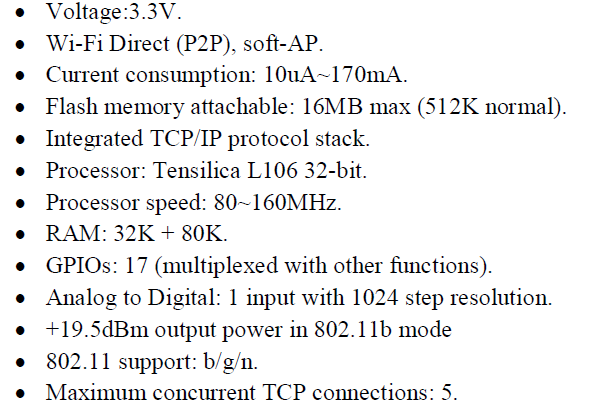 • Voltage:3.3V.
• Wi-Fi Direct (P2P), soft-AP.
• Current consumption: 10uA~170mA.
• Flash memory attachable: 16MB max (512K normal).
• Integrated TCP/IP protocol stack.
• Processor: Tensilica L106 32-bit.
• Processor speed: 80~160MHz.
• RAM: 32K + 80K.
• GPIOs: 17 (multiplexed with other functions).
• Analog to Digital: 1 input with 1024 step resolution.
• +19.5dBm output power in 802.11b mode
• 802.11 support: b/g/n.
• Maximum concurrent TCP connections: 5.